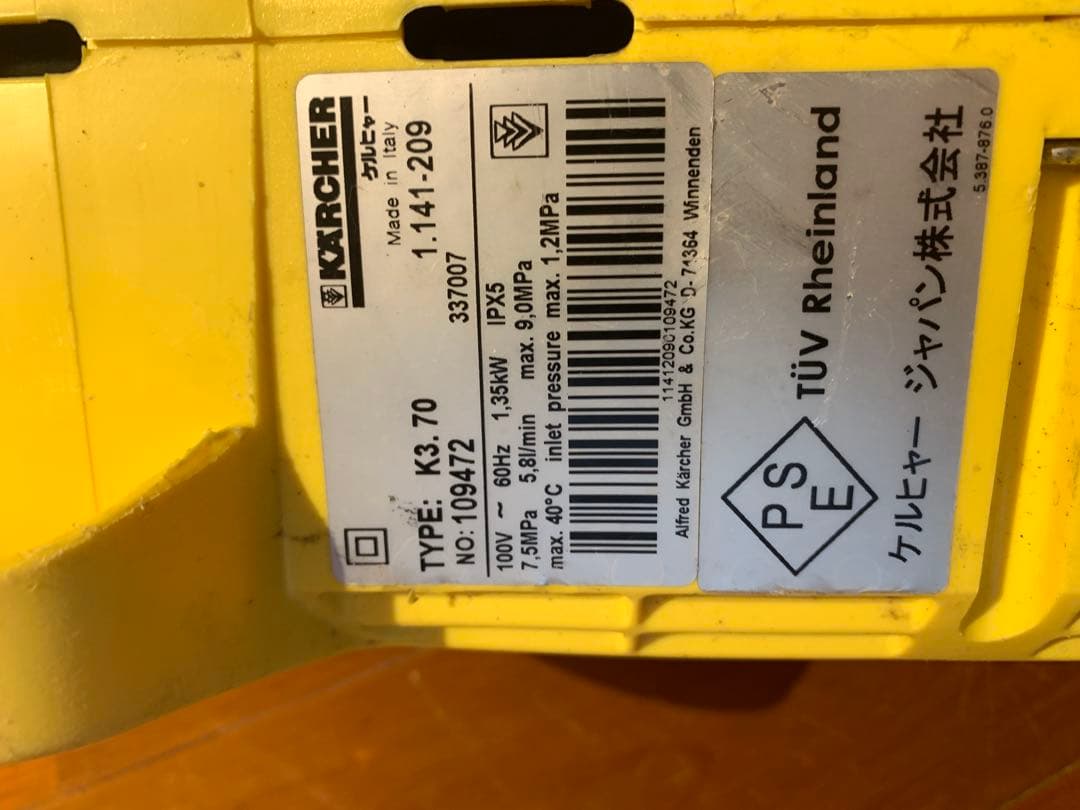 KÄRCHER
ケルヒャー
Made in Italy
TYPE: K3.70 1.141-209
NO:109472 337007
100V ~ 60Hz 1,35kW IPX5
7,5MPa 5,8l/min max. 9,0MPa
max. 40°C inlet pressure max. 1,2MPa
11412090109472
Alfred Kärcher GmbH & Co.KG D-71364 Winnenden
PSE
TÜV Rheinland
ケルヒャー ジャパン株式会社
5.387-876.0